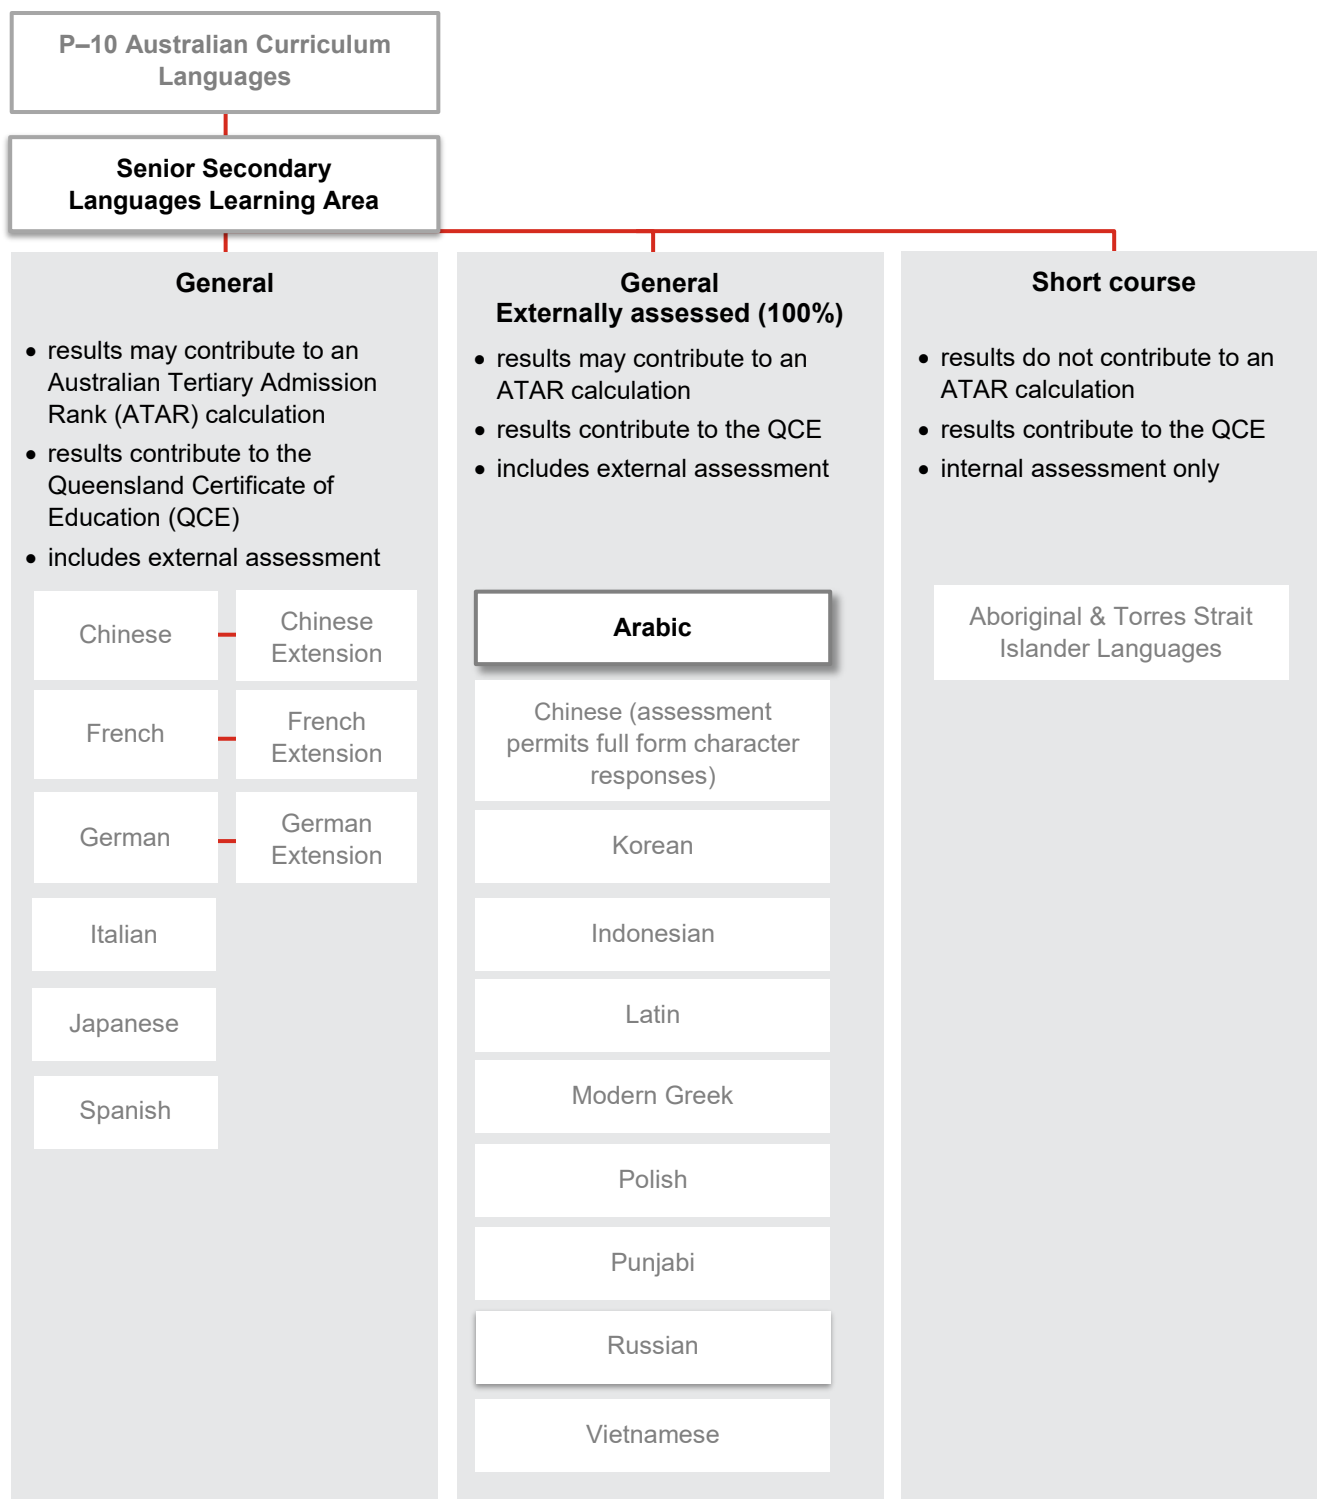 P–10 Australian Curriculum
Languages
Senior Secondary
Languages Learning Area
General
• results may contribute to an
Australian Tertiary Admission
Rank (ATAR) calculation
• results contribute to the
Queensland Certificate of
Education (QCE)
• includes external assessment
Chinese
Chinese
Extension
French
French
Extension
German
German
Extension
Italian
Japanese
Spanish
General
Externally assessed (100%)
• results may contribute to an
ATAR calculation
• results contribute to the QCE
• includes external assessment
Arabic
Chinese (assessment
permits full form character
responses)
Korean
Indonesian
Latin
Modern Greek
Polish
Punjabi
Russian
Vietnamese
Short course
• results do not contribute to an
ATAR calculation
• results contribute to the QCE
• internal assessment only
Aboriginal & Torres Strait
Islander Languages